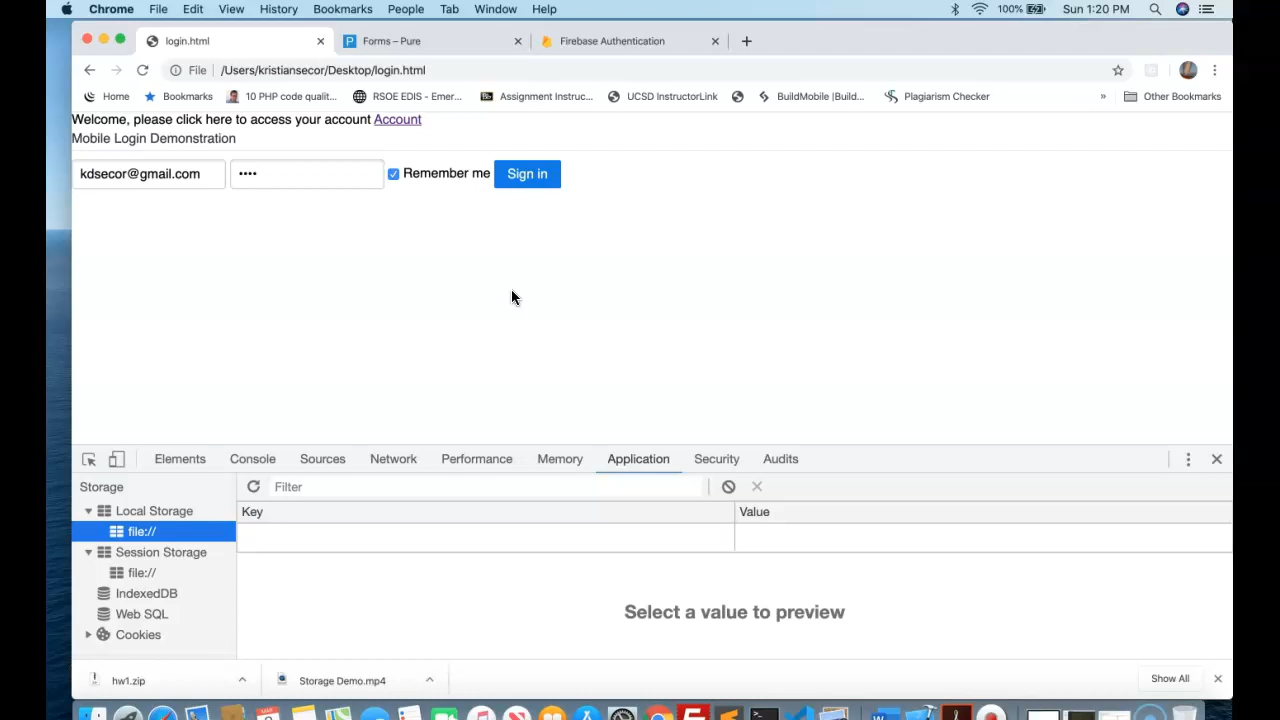 Chrome File Edit View History Bookmarks People Tab Window Help 100% Sun 1:20 PM
login.html Forms – Pure Firebase Authentication
File /Users/kristiansecor/Desktop/login.html
Home Bookmarks 10 PHP code qualit... RSOE EDIS - Emer... Assignment Instruc... UCSD InstructorLink BuildMobile |Build... Plagiarism Checker » Other Bookmarks
Welcome, please click here to access your account Account
Mobile Login Demonstration
kdsecor@gmail.com •••• Remember me Sign in
Elements Console Sources Network Performance Memory Application Security Audits
Storage Filter
Local Storage Key Value
file://
Session Storage
file://
IndexedDB
Select a value to preview
Web SQL
Cookies
hw1.zip Storage Demo.mp4 Show All